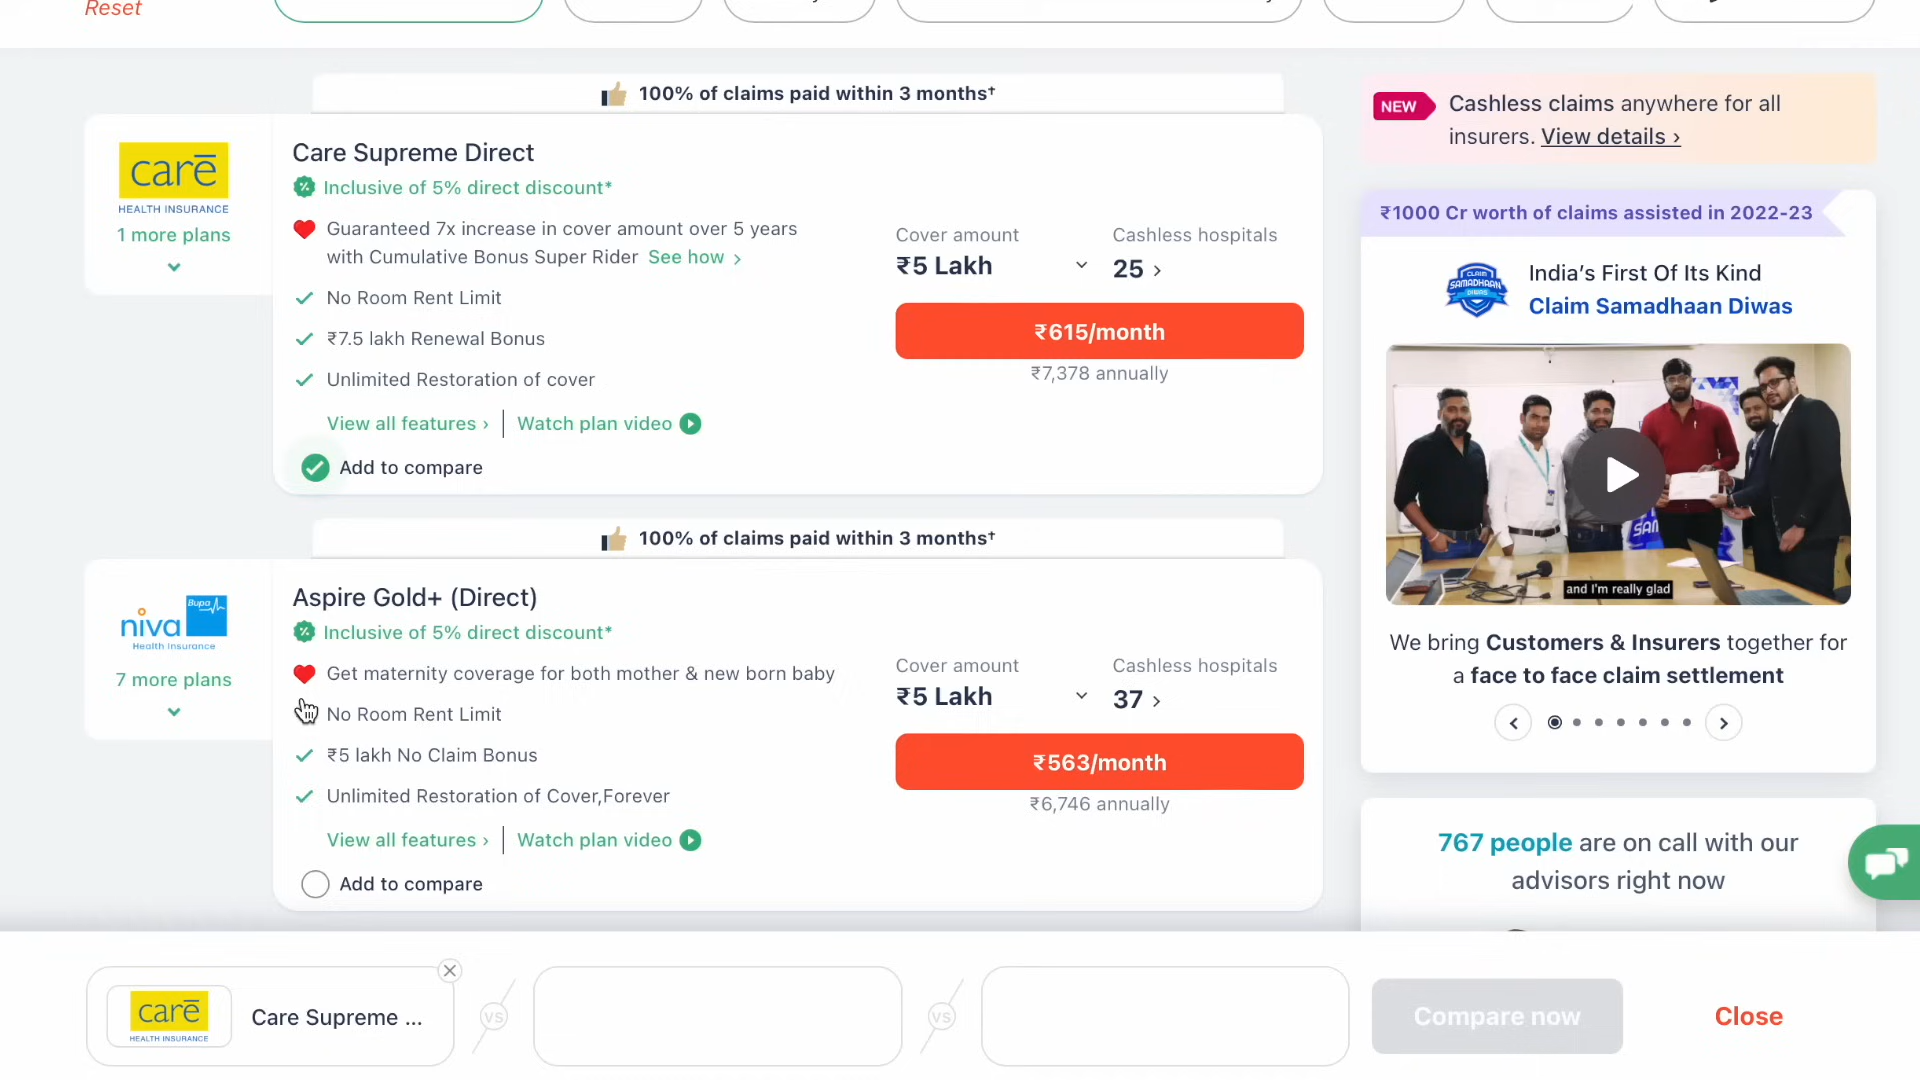 Reset
100% of claims paid within 3 months†
carē
HEALTH INSURANCE
1 more plans
Care Supreme Direct
Inclusive of 5% direct discount*
Guaranteed 7x increase in cover amount over 5 years
with Cumulative Bonus Super Rider See how ›
No Room Rent Limit
₹7.5 lakh Renewal Bonus
Unlimited Restoration of cover
View all features › Watch plan video
Add to compare
Cover amount
₹5 Lakh
Cashless hospitals
25 ›
₹615/month
₹7,378 annually
100% of claims paid within 3 months†
niva Bupa
Health Insurance
7 more plans
Aspire Gold+ (Direct)
Inclusive of 5% direct discount*
Get maternity coverage for both mother & new born baby
No Room Rent Limit
₹5 lakh No Claim Bonus
Unlimited Restoration of Cover,Forever
View all features › Watch plan video
Add to compare
Cover amount
₹5 Lakh
Cashless hospitals
37 ›
₹563/month
₹6,746 annually
NEW Cashless claims anywhere for all
insurers. View details ›
₹1000 Cr worth of claims assisted in 2022-23
CLAIM
SAMADHAAN
DIWAS
India's First Of Its Kind
Claim Samadhaan Diwas
and I'm really glad
We bring Customers & Insurers together for
a face to face claim settlement
767 people are on call with our
advisors right now
carē
HEALTH INSURANCE
Care Supreme ...
VS
VS
Compare now
Close